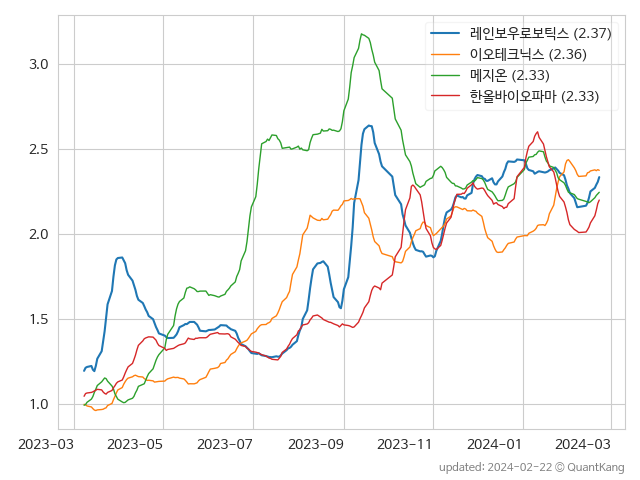 레인보우로보틱스 (2.37)
이오테크닉스 (2.36)
메지온 (2.33)
한올바이오파마 (2.33)
3.0
2.5
2.0
1.5
1.0
2023-03 2023-05 2023-07 2023-09 2023-11 2024-01 2024-03
updated: 2024-02-22 © QuantKang